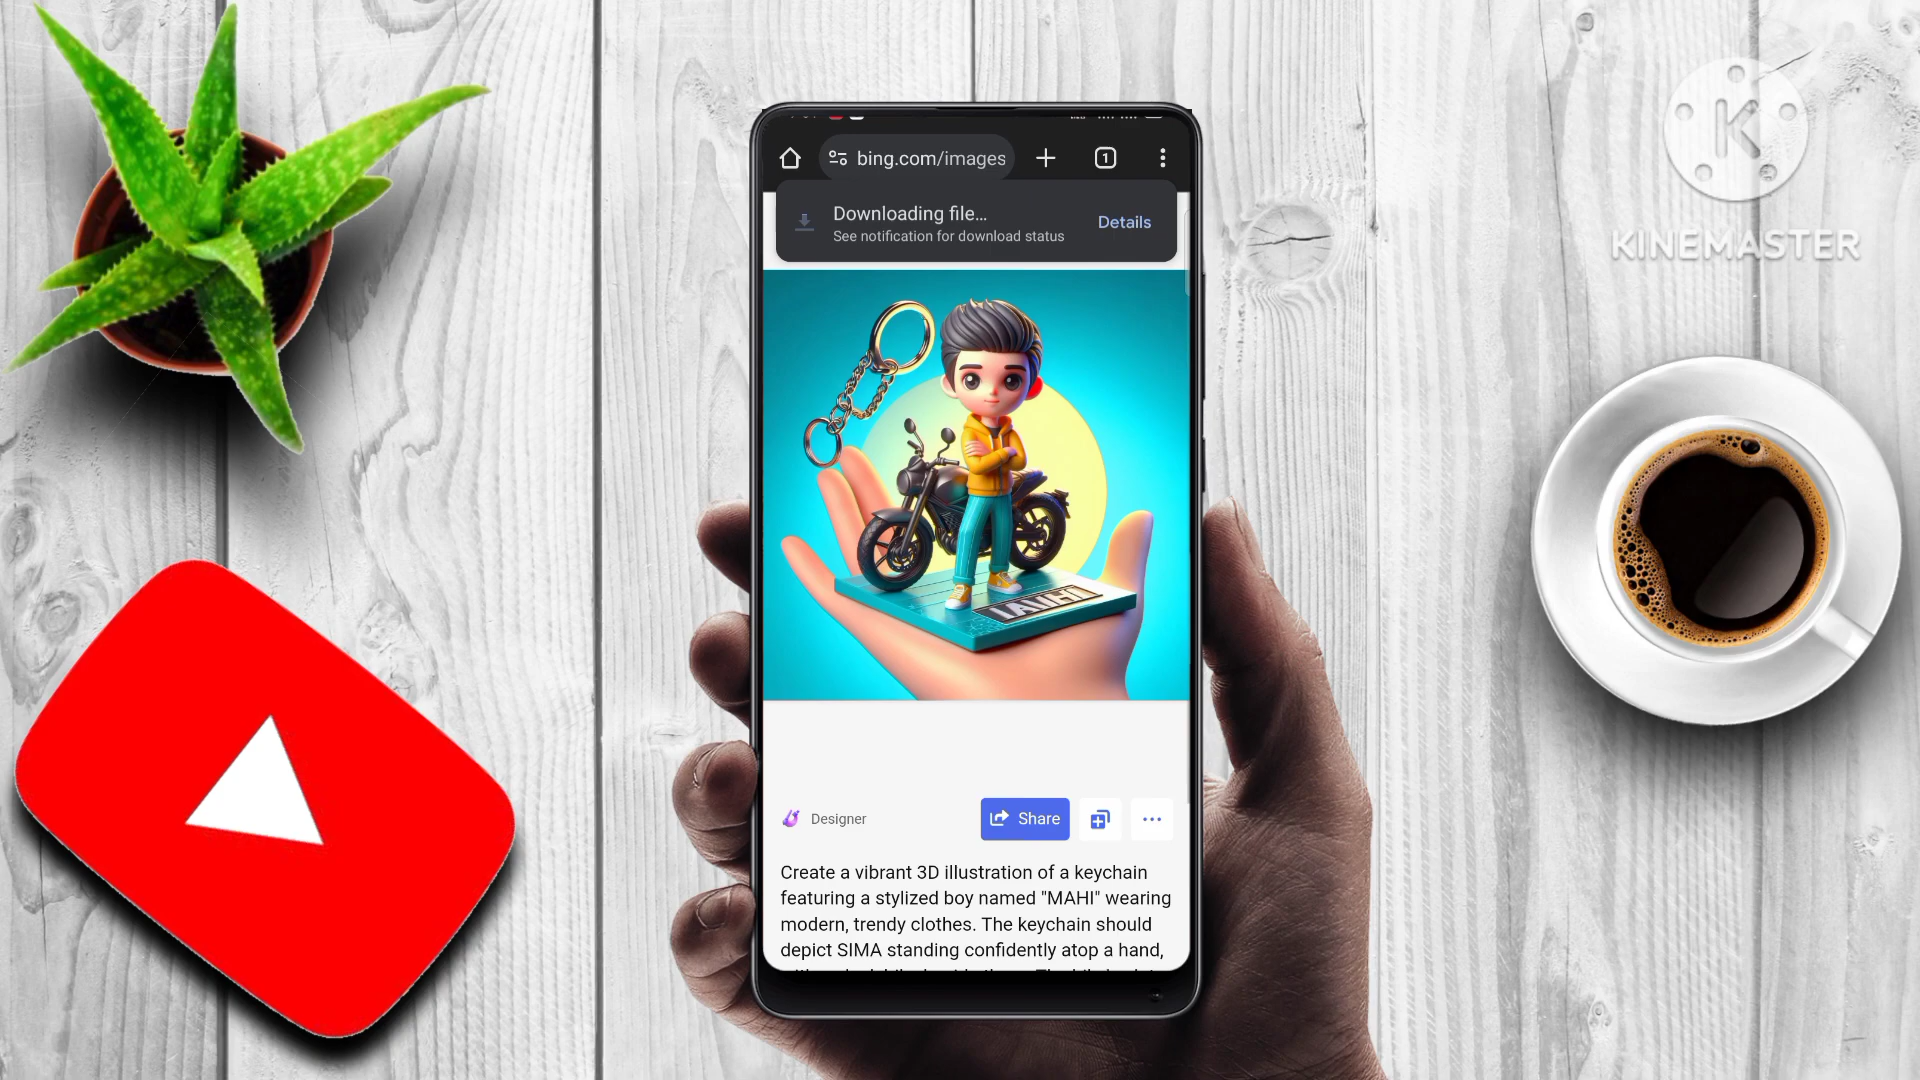 bing.com/images
1
Downloading file...
See notification for download status
Details
K
KINEMASTER
Designer
Share
Create a vibrant 3D illustration of a keychain
featuring a stylized boy named "MAHI" wearing
modern, trendy clothes. The keychain should
depict SIMA standing confidently atop a hand,